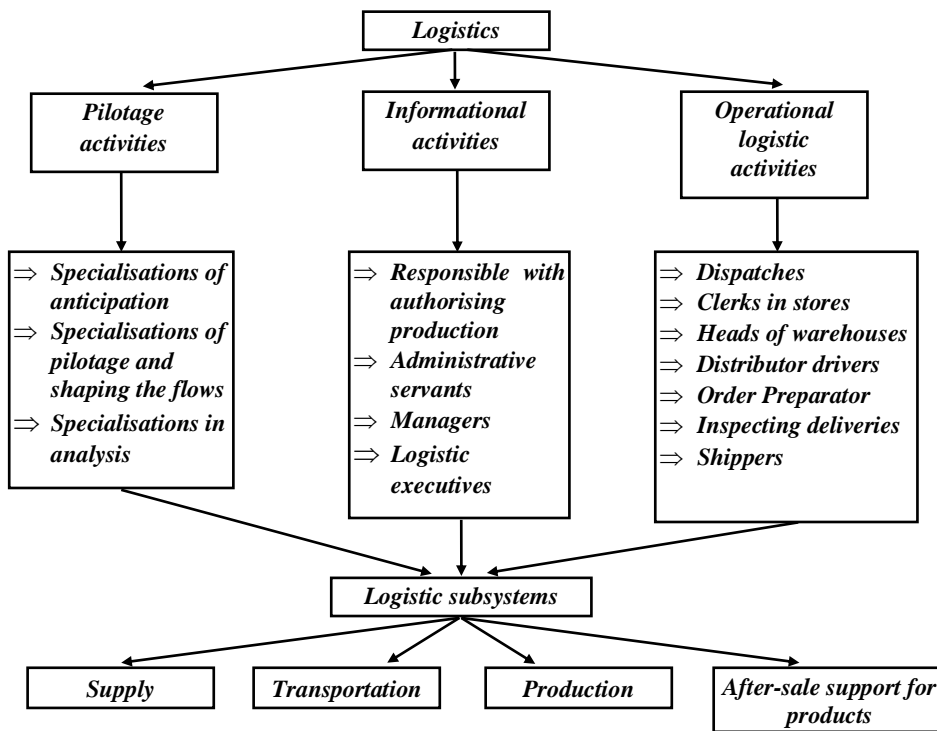 Logistics
Pilotage
activities
Informational
activities
Operational
logistic
activities
⇒ Specialisations of
anticipation
⇒ Specialisations of
pilotage and
shaping the flows
⇒ Specialisations in
analysis
⇒ Responsible with
authorising
production
⇒ Administrative
servants
⇒ Managers
⇒ Logistic
executives
⇒ Dispatches
⇒ Clerks in stores
⇒ Heads of warehouses
⇒ Distributor drivers
⇒ Order Preparator
⇒ Inspecting deliveries
⇒ Shippers
Logistic subsystems
Supply
Transportation
Production
After-sale support for
products